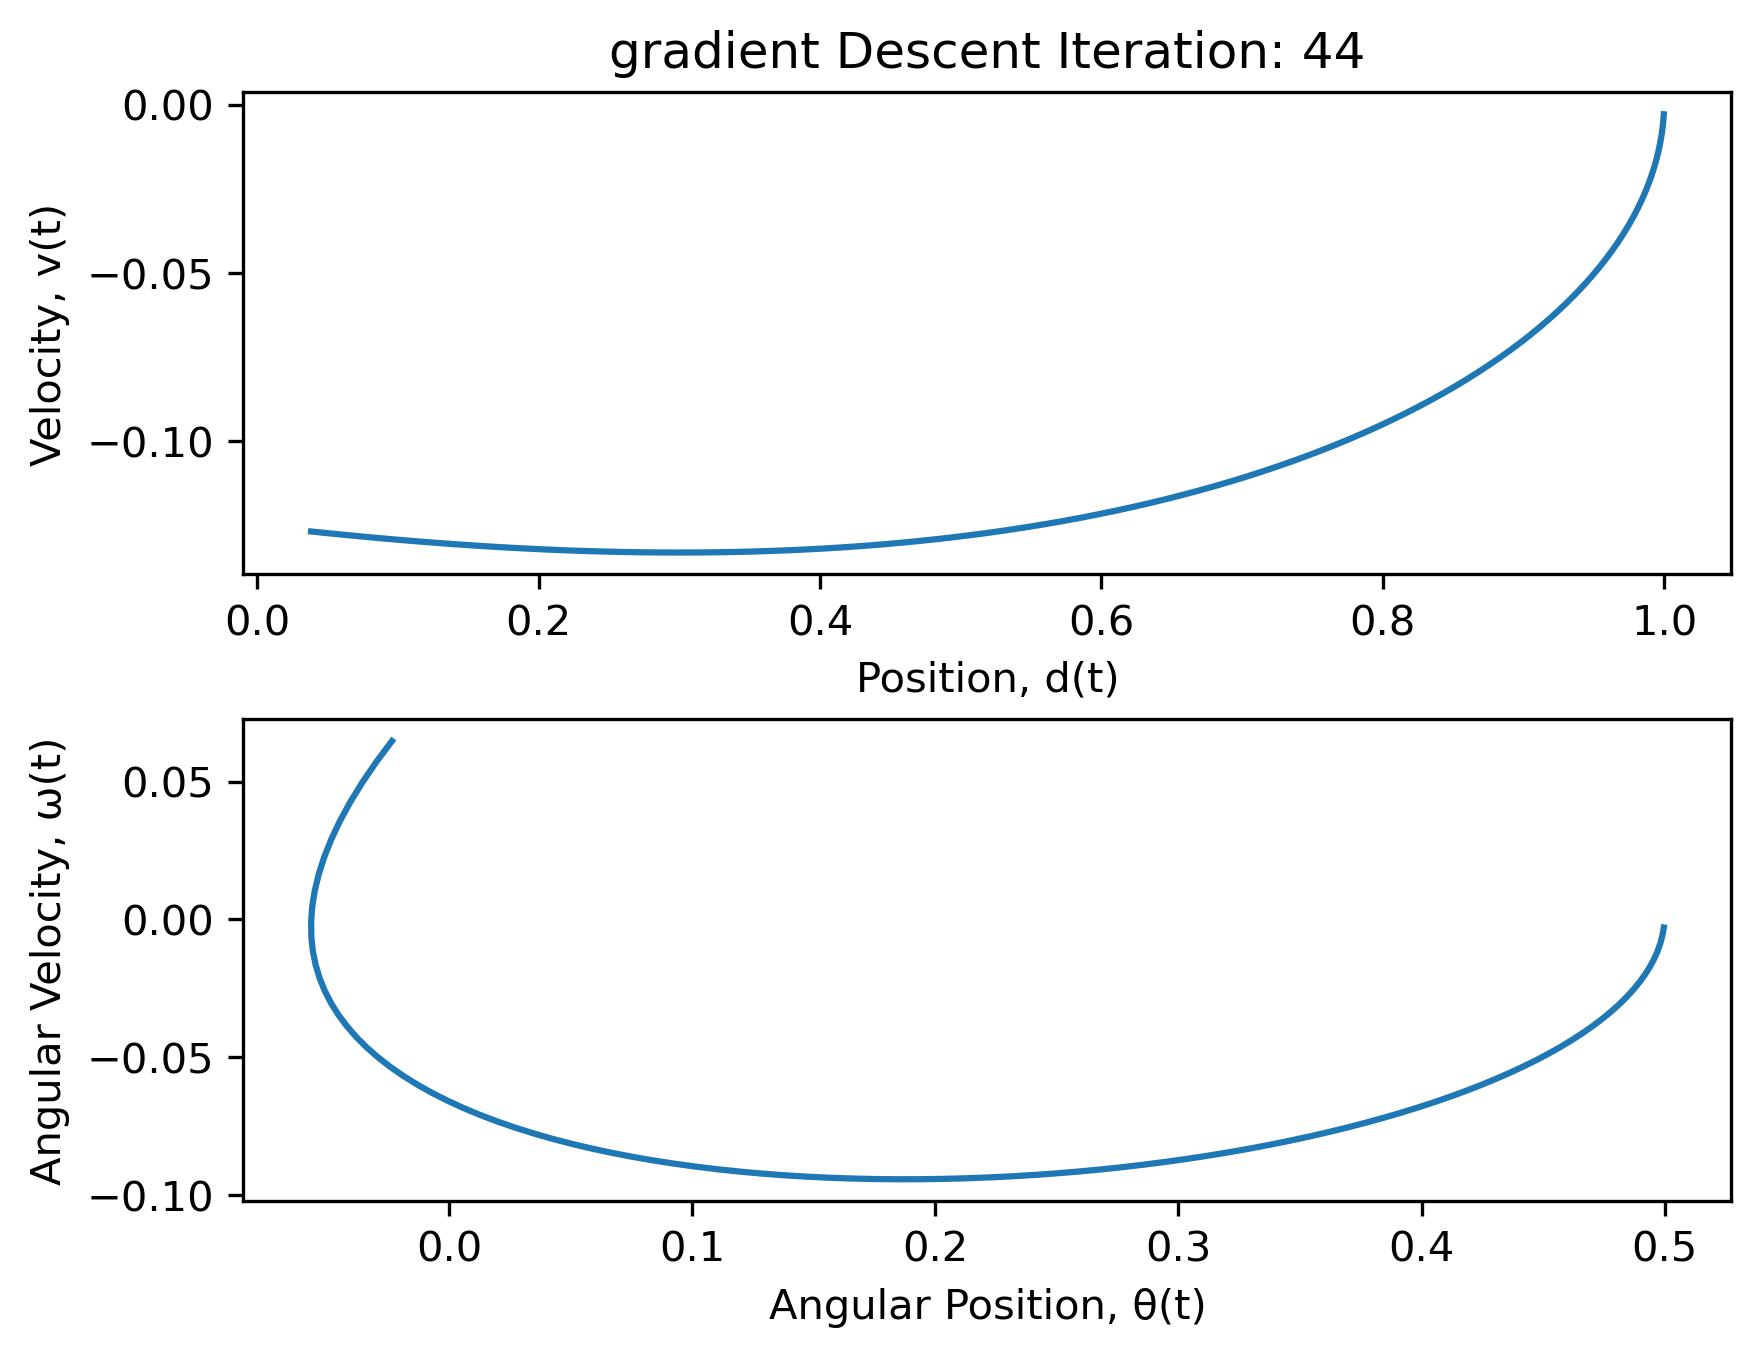 gradient Descent Iteration: 44
0.00
−0.05
−0.10
Velocity, v(t)
0.0 0.2 0.4 0.6 0.8 1.0
Position, d(t)
0.05
0.00
−0.05
−0.10
Angular Velocity, ω(t)
0.0 0.1 0.2 0.3 0.4 0.5
Angular Position, θ(t)